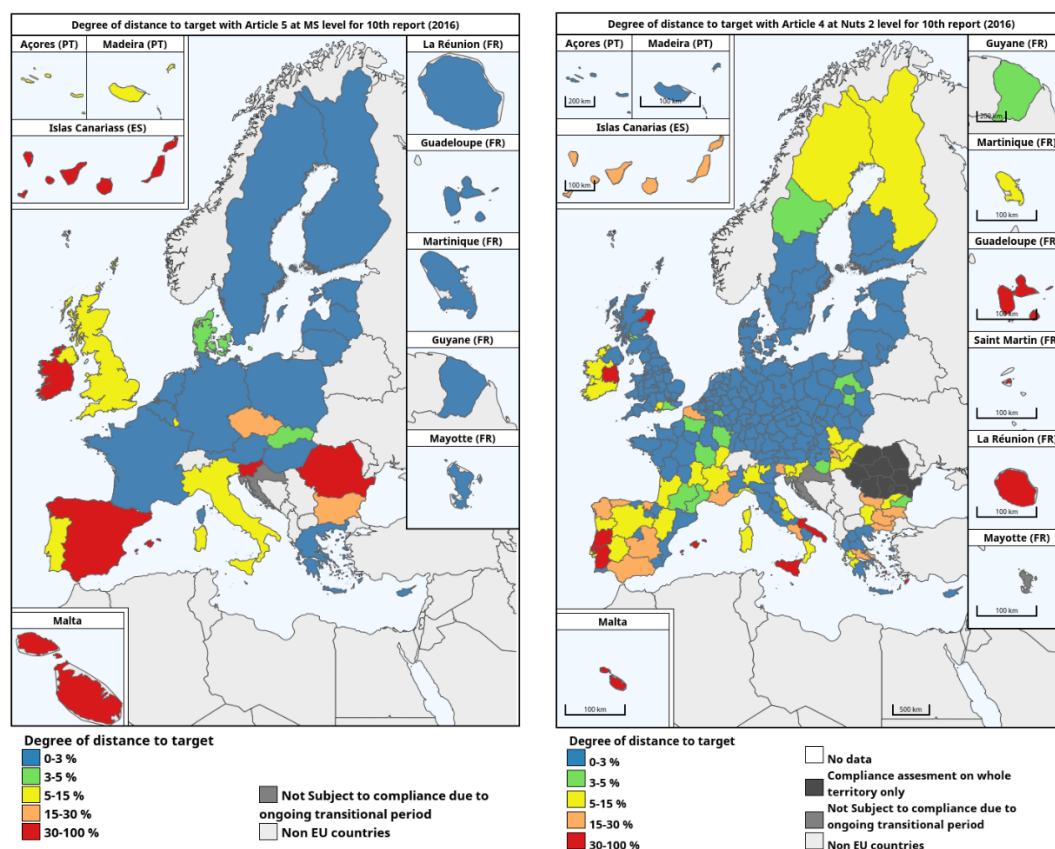 Degree of distance to target with Article 5 at MS level for 10th report (2016)
Açores (PT)
Madeira (PT)
Islas Canariass (ES)
La Réunion (FR)
Guadeloupe (FR)
Martinique (FR)
Guyane (FR)
Mayotte (FR)
Malta
Degree of distance to target
0-3 %
3-5 %
5-15 %
15-30 %
30-100 %
Not Subject to compliance due to
ongoing transitional period
Non EU countries
Degree of distance to target with Article 4 at Nuts 2 level for 10th report (2016)
Açores (PT)
Madeira (PT)
200 km
100 km
Islas Canarias (ES)
100 km
Guyane (FR)
200 km
Martinique (FR)
100 km
Guadeloupe (FR)
100 km
Saint Martin (FR)
100 km
La Réunion (FR)
100 km
Mayotte (FR)
100 km
Malta
100 km
500 km
Degree of distance to target
0-3 %
3-5 %
5-15 %
15-30 %
30-100 %
No data
Compliance assesment on whole
territory only
Not Subject to compliance due to
ongoing transitional period
Non EU countries